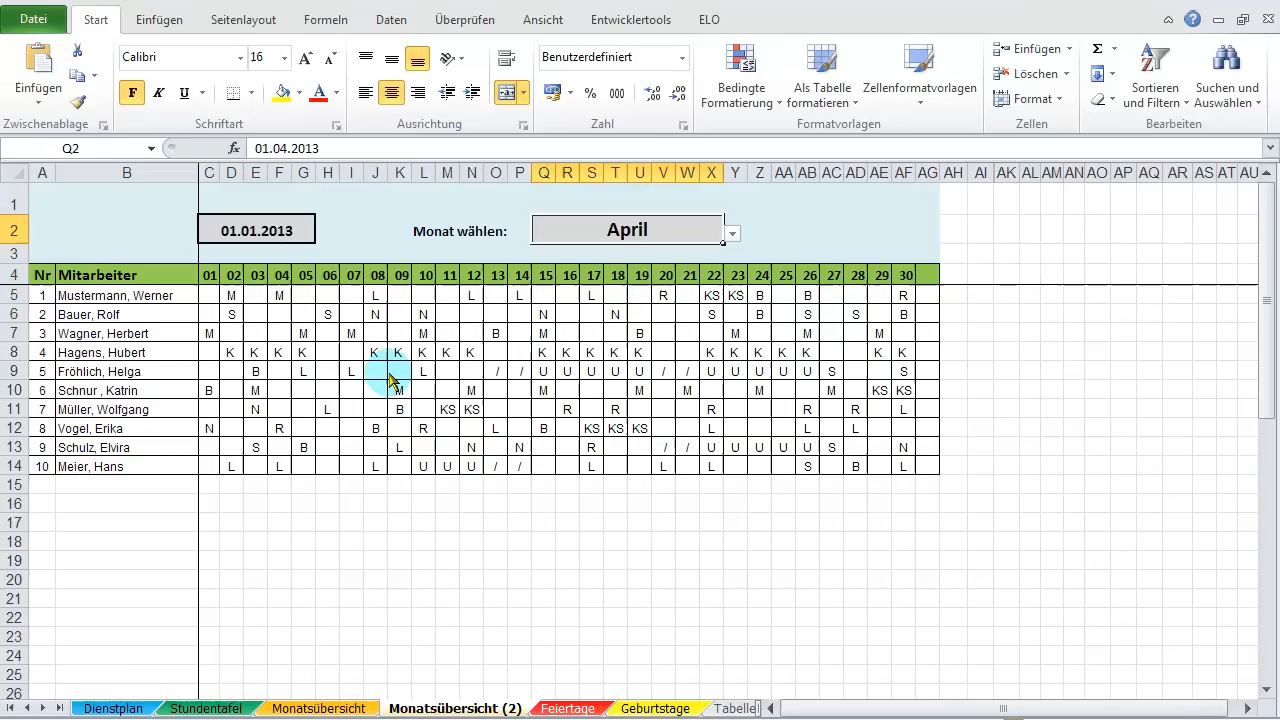 Datei Start Einfügen Seitenlayout Formeln Daten Überprüfen Ansicht Entwicklertools ELO
Calibri 16 Benutzerdefiniert Einfügen Σ
Löschen
Einfügen F K U % 000 Bedingte Formatierung Als Tabelle formatieren Zellenformatvorlagen Format Sortieren und Filtern Suchen und Auswählen
Zwischenablage Schriftart Ausrichtung Zahl Formatvorlagen Zellen Bearbeiten
Q2 fx 01.04.2013
A B C D E F G H I J K L M N O P Q R S T U V W X Y Z AA AB AC AD AE AF AG AH AI AJ AK AL AM AN AO AP AQ AR AS AT AU
1
2 01.01.2013 Monat wählen: April
3
4 Nr Mitarbeiter 01 02 03 04 05 06 07 08 09 10 11 12 13 14 15 16 17 18 19 20 21 22 23 24 25 26 27 28 29 30
5 1 Mustermann, Werner M M L L L L R KS KS B B R
6 2 Bauer, Rolf S S N N N N S B S S B
7 3 Wagner, Herbert M M M M B M B M M M
8 4 Hagens, Hubert K K K K K K K K K K K K K K K K K K K K K
9 5 Fröhlich, Helga B L L L / / U U U U U / / U U U U U S S
10 6 Schnur , Katrin B M M M M M M M KS KS
11 7 Müller, Wolfgang N L B KS KS R R R R R L
12 8 Vogel, Erika N F B R L B KS KS KS L L L
13 9 Schulz, Elvira S B L N N R / / U U U U U S N
14 10 Meier, Hans L L L U U U / / L L L S B L
15
16
17
18
19
20
21
22
23
24
25
26
Dienstplan Stundentafel Monatsübersicht Monatsübersicht (2) Feiertage Geburtstage Tabelle